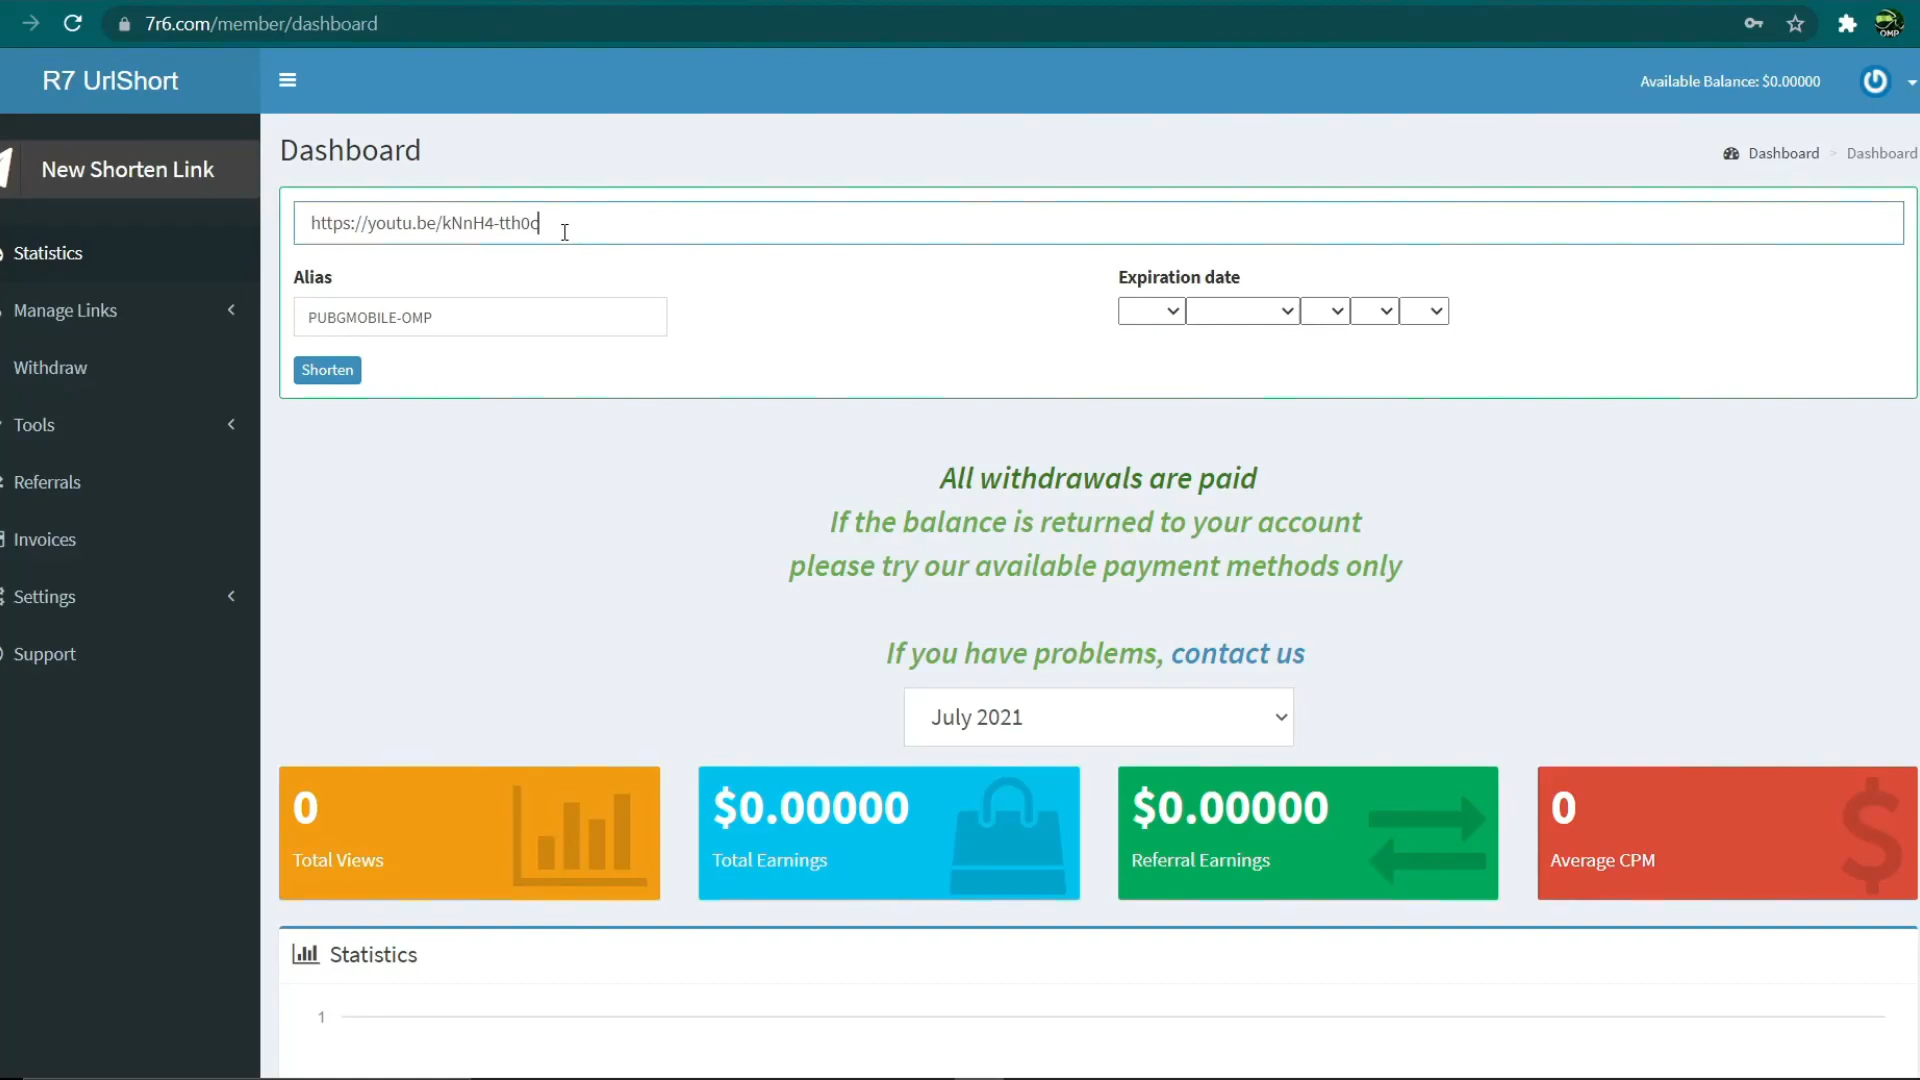 7r6.com/member/dashboard
OMP
R7 UrlShort
Available Balance: $0.00000
New Shorten Link
Dashboard
Dashboard > Dashboard
https://youtu.be/kNnH4-tth0c
Statistics
Alias
Expiration date
Manage Links
PUBGMOBILE-OMP
Withdraw
Shorten
Tools
All withdrawals are paid
Referrals
If the balance is returned to your account
Invoices
please try our available payment methods only
Settings
Support
If you have problems, contact us
July 2021
0
Total Views
$0.00000
Total Earnings
$0.00000
Referral Earnings
0
Average CPM
Statistics
1